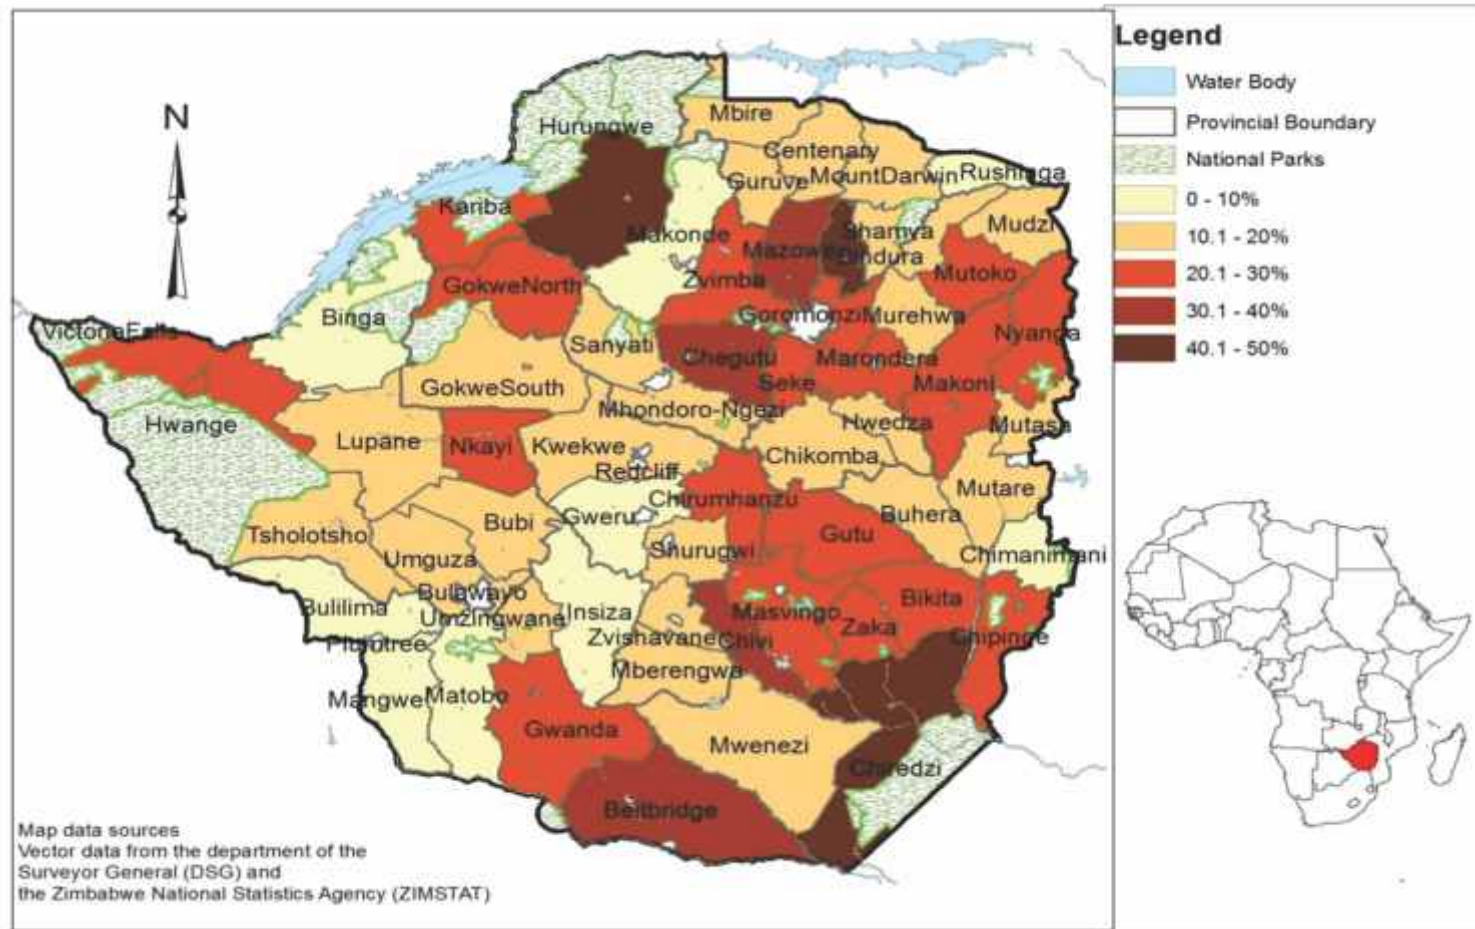 Legend
Water Body
Provincial Boundary
National Parks
0 - 10%
10.1 - 20%
20.1 - 30%
30.1 - 40%
40.1 - 50%
N
Mbire
Hurungwe
Centenary
Guruve
MountDarwin
Rushinga
Kariba
Makonde
Mazowe
Shamva
Mudzi
Bindura
Zvimba
Mutoko
GokweNorth
Binga
Goromonzi
Murehwa
Nyanga
VictoriaFalls
Sanyati
Chegutu
Marondera
Seke
Makoni
GokweSouth
Mhondoro-Ngezi
Hwedza
Mutasa
Hwange
Lupane
Nkayi
Kwekwe
Chikomba
Redcliff
Mutare
Chirumhanzu
Buhera
Gweru
Bubi
Tsholotsho
Gutu
Umguza
Shurugwi
Chimanimani
Bulawayo
Bulilima
Umzingwane
Insiza
Masvingo
Bikita
Zaka
Chipinge
Plumtree
Zvishavane
Chivi
Mberengwa
Mangwe
Matobo
Gwanda
Mwenezi
Chiredzi
Beitbridge
Map data sources
Vector data from the department of the
Surveyor General (DSG) and
the Zimbabwe National Statistics Agency (ZIMSTAT)